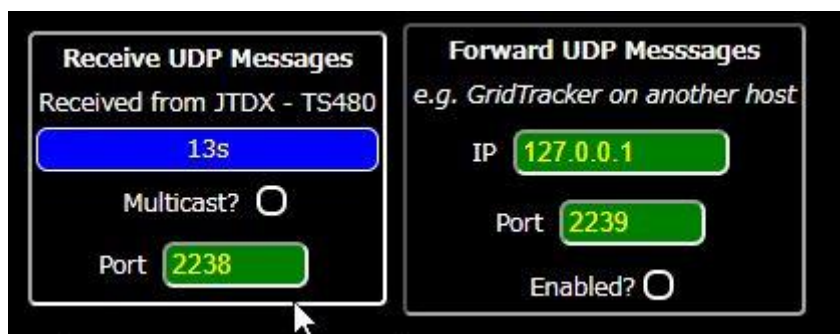 Receive UDP Messages
Received from JTDX - TS480
13s
Multicast?
Port 2238
Forward UDP Messsages
e.g. GridTracker on another host
IP 127.0.0.1
Port 2239
Enabled?